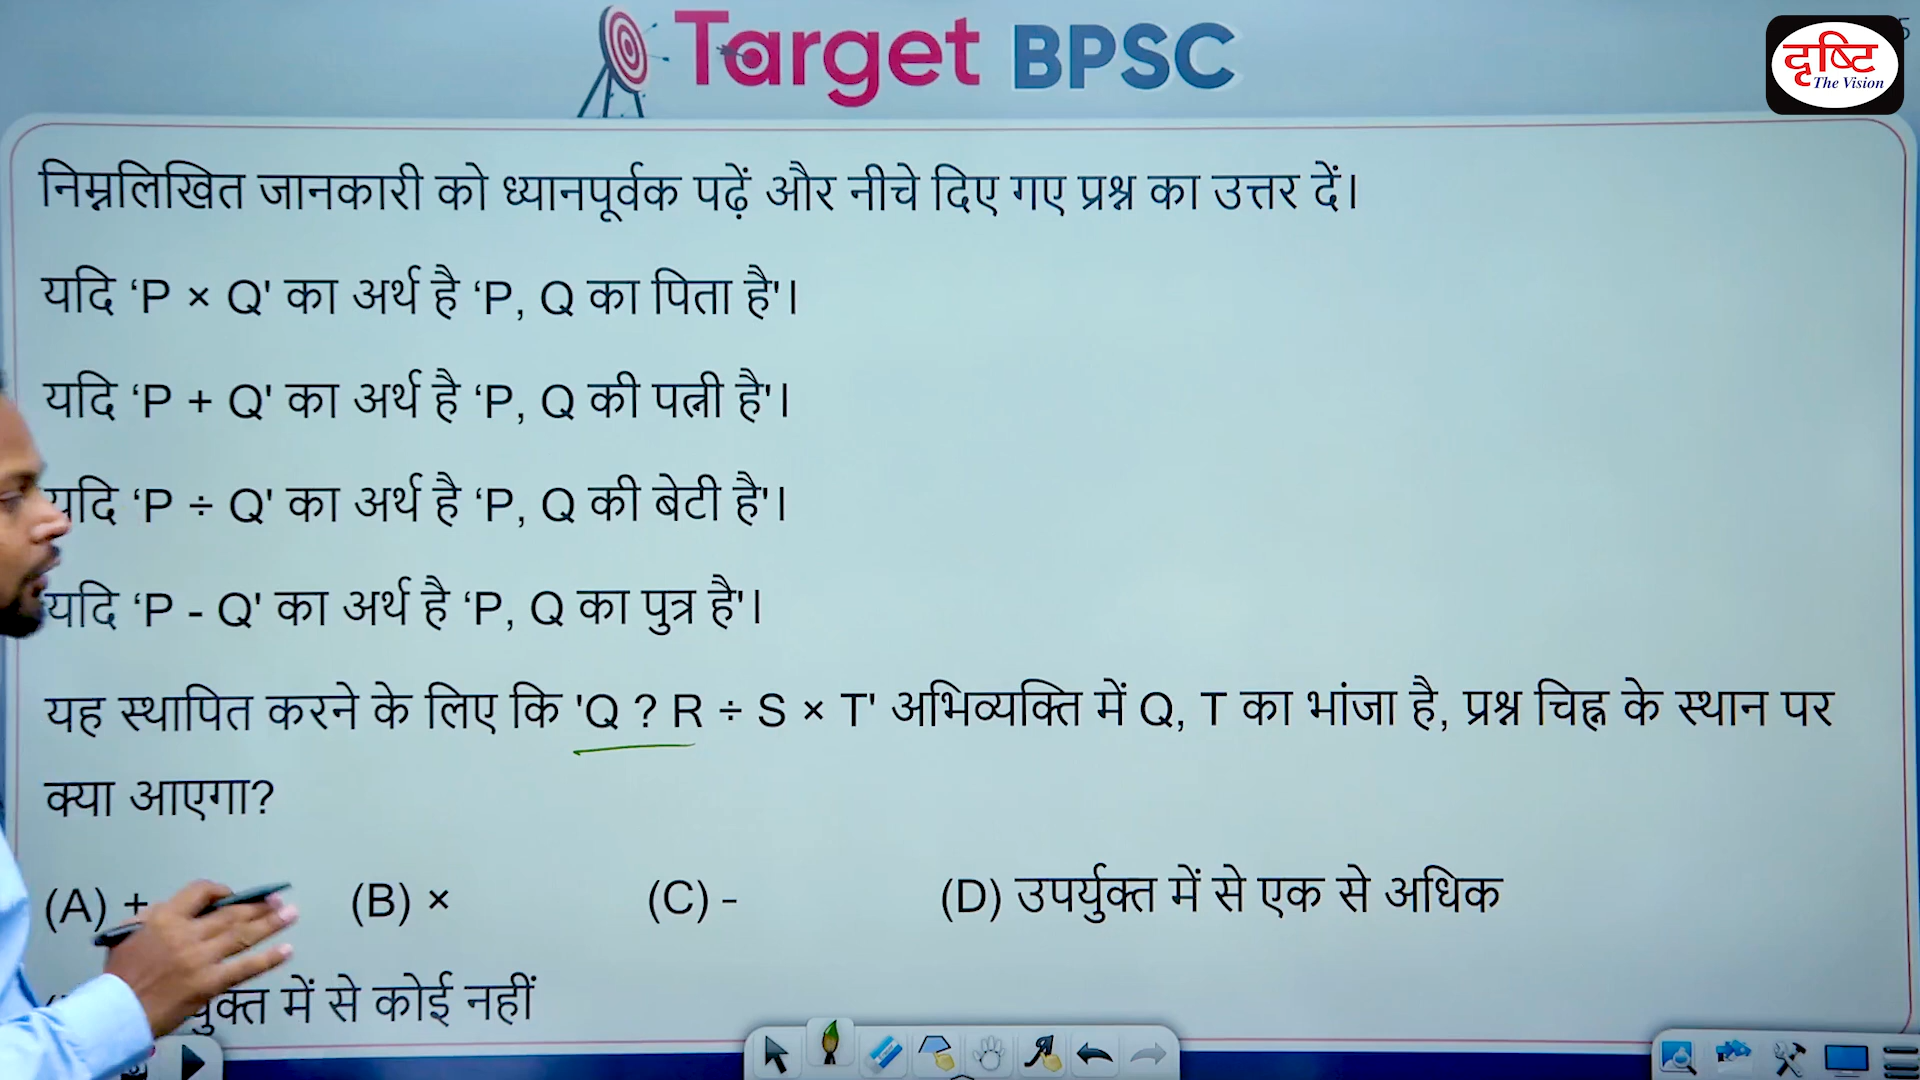 Target BPSC
दृष्टि
The Vision
निम्नलिखित जानकारी को ध्यानपूर्वक पढ़ें और नीचे दिए गए प्रश्न का उत्तर दें।
यदि ‘P × Q' का अर्थ है ‘P, Q का पिता है'।
यदि ‘P + Q' का अर्थ है ‘P, Q की पत्नी है'।
यदि ‘P ÷ Q' का अर्थ है ‘P, Q की बेटी है'।
यदि ‘P - Q' का अर्थ है ‘P, Q का पुत्र है'।
यह स्थापित करने के लिए कि 'Q ? R ÷ S × T' अभिव्यक्ति में Q, T का भांजा है, प्रश्न चिह्न के स्थान पर
क्या आएगा?
(A) + (B) × (C) - (D) उपर्युक्त में से एक से अधिक
में से कोई नहीं